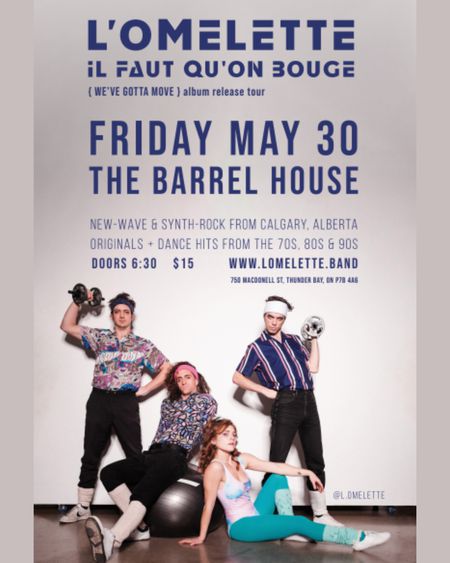 L'OMELETTE
iL FAUT QU'ON BOUGE
{ WE'VE GOTTA MOVE } album release tour
FRIDAY MAY 30
THE BARREL HOUSE
NEW-WAVE & SYNTH-ROCK FROM CALGARY, ALBERTA
ORIGINALS + DANCE HITS FROM THE 70S, 80S & 90S
DOORS 6:30 $15 WWW.LOMELETTE.BAND
750 MACDONELL ST, THUNDER BAY, ON P7B 4A6
@L.OMELETTE